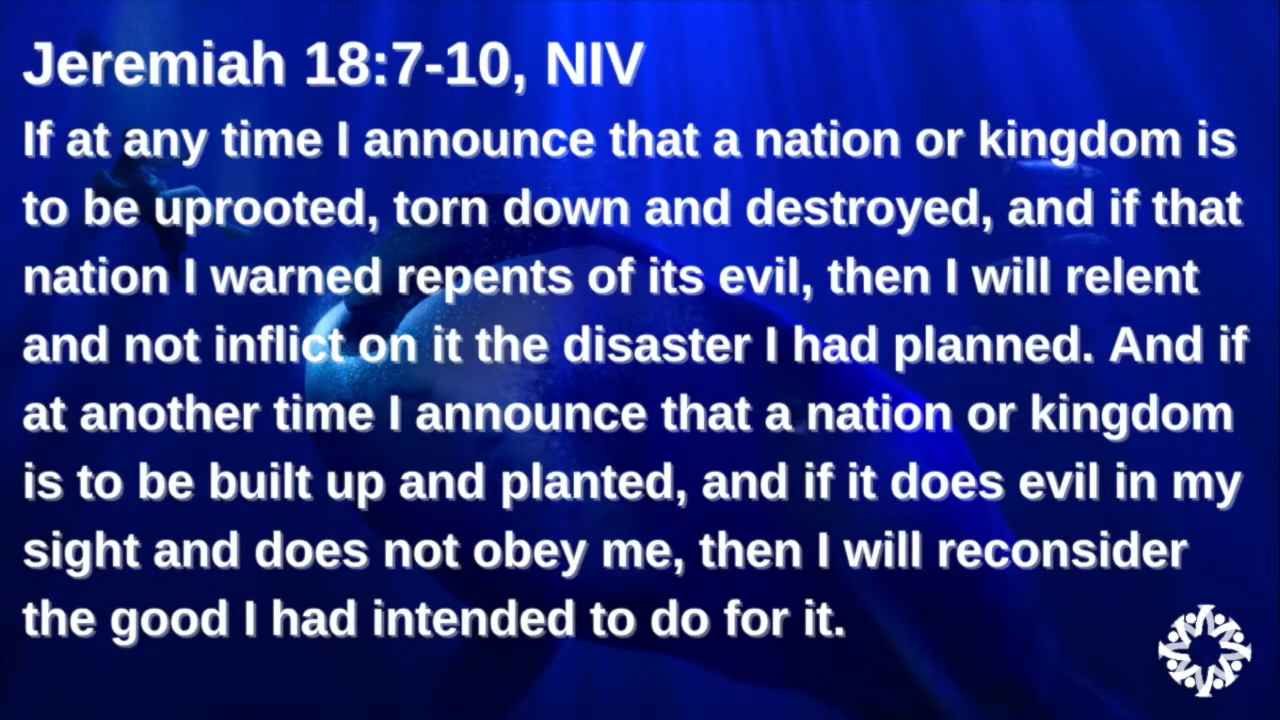 Jeremiah 18:7-10, NIV
If at any time I announce that a nation or kingdom is
to be uprooted, torn down and destroyed, and if that
nation I warned repents of its evil, then I will relent
and not inflict on it the disaster I had planned. And if
at another time I announce that a nation or kingdom
is to be built up and planted, and if it does evil in my
sight and does not obey me, then I will reconsider
the good I had intended to do for it.